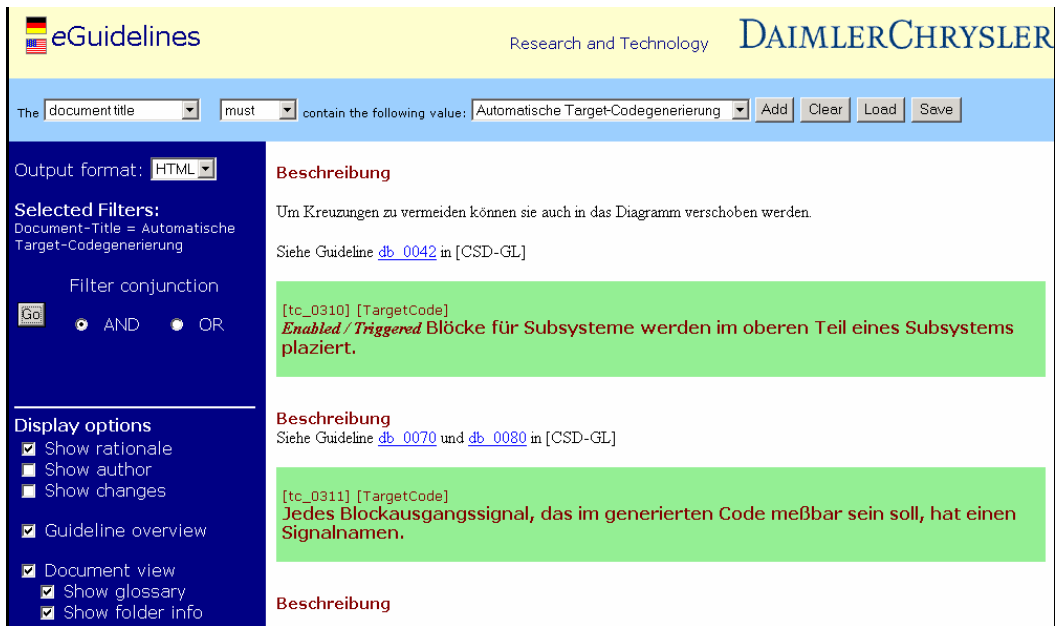 eGuidelines
Research and Technology
DAIMLERCHRYSLER
The document title must contain the following value: Automatische Target-Codegenerierung Add Clear Load Save
Output format: HTML
Selected Filters:
Document-Title = Automatische
Target-Codegenerierung
Filter conjunction
Go AND OR
Display options
Show rationale
Show author
Show changes
Guideline overview
Document view
Show glossary
Show folder info
Beschreibung
Um Kreuzungen zu vermeiden können sie auch in das Diagramm verschoben werden.
Siehe Guideline db_0042 in [CSD-GL]
[tc_0310] [TargetCode]
Enabled / Triggered Blöcke für Subsysteme werden im oberen Teil eines Subsystems
plaziert.
Beschreibung
Siehe Guideline db_0070 und db_0080 in [CSD-GL]
[tc_0311] [TargetCode]
Jedes Blockausgangssignal, das im generierten Code meßbar sein soll, hat einen
Signalnamen.
Beschreibung